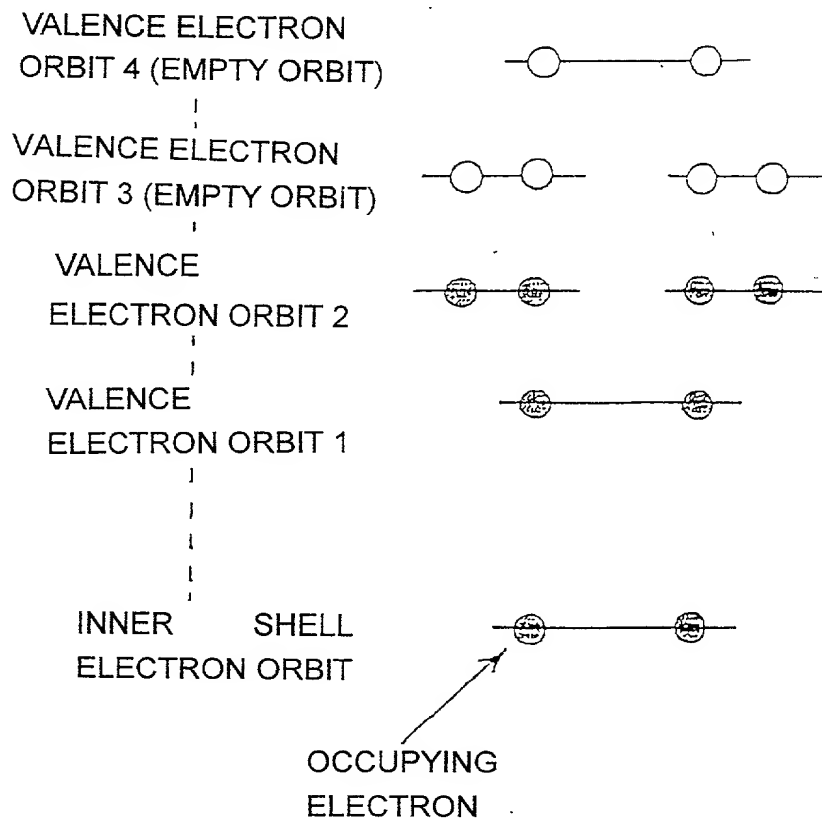 VALENCE ELECTRON
ORBIT 4 (EMPTY ORBIT)
VALENCE ELECTRON
ORBIT 3 (EMPTY ORBIT)
VALENCE
ELECTRON ORBIT 2
VALENCE
ELECTRON ORBIT 1
INNER SHELL
ELECTRON ORBIT
OCCUPYING
ELECTRON